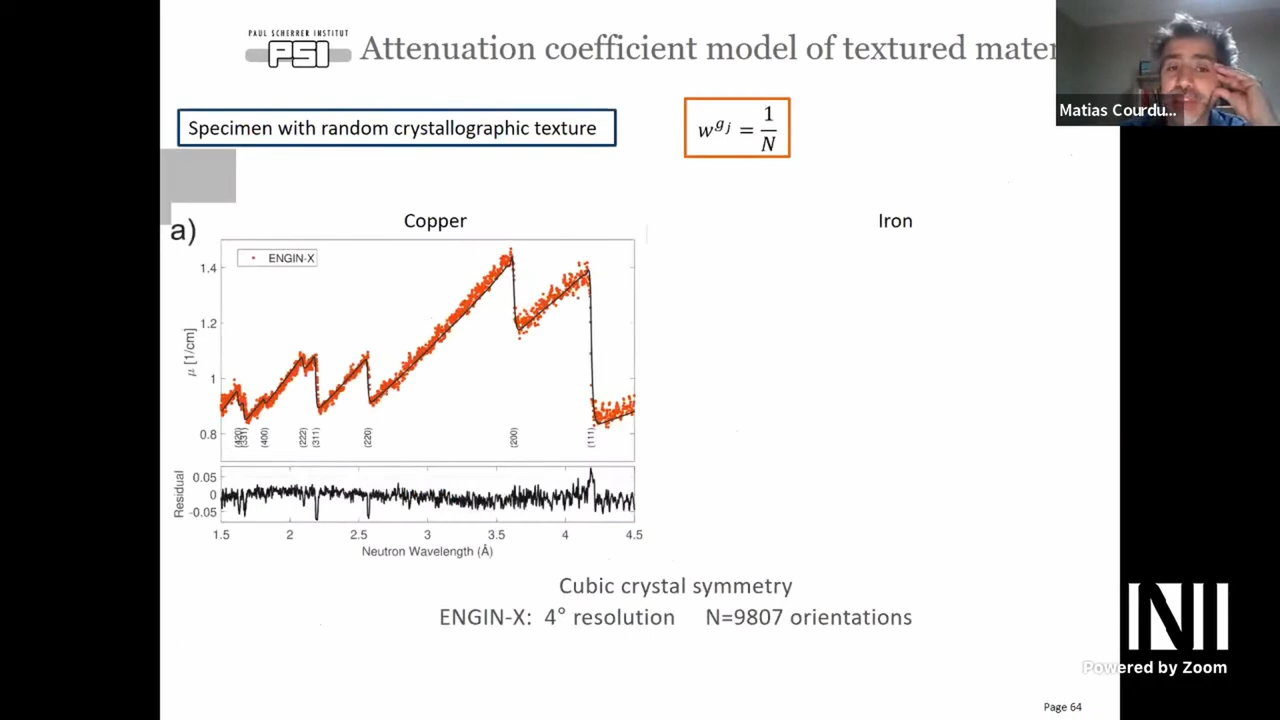 PAUL SCHERRER INSTITUT
PSI
Attenuation coefficient model of textured mater
Matias Courdu...
Specimen with random crystallographic texture
w^{g_j} = 1/N
a)
Copper
Iron
ENGIN-X
1.4
1.2
1
0.8
μ [1/cm]
(420)
(331)
(400)
(222)
(311)
(220)
(200)
(111)
Residual
0.05
0
-0.05
1.5 2 2.5 3 3.5 4 4.5
Neutron Wavelength (Å)
Cubic crystal symmetry
ENGIN-X: 4° resolution N=9807 orientations
NI
Powered by Zoom
Page 64